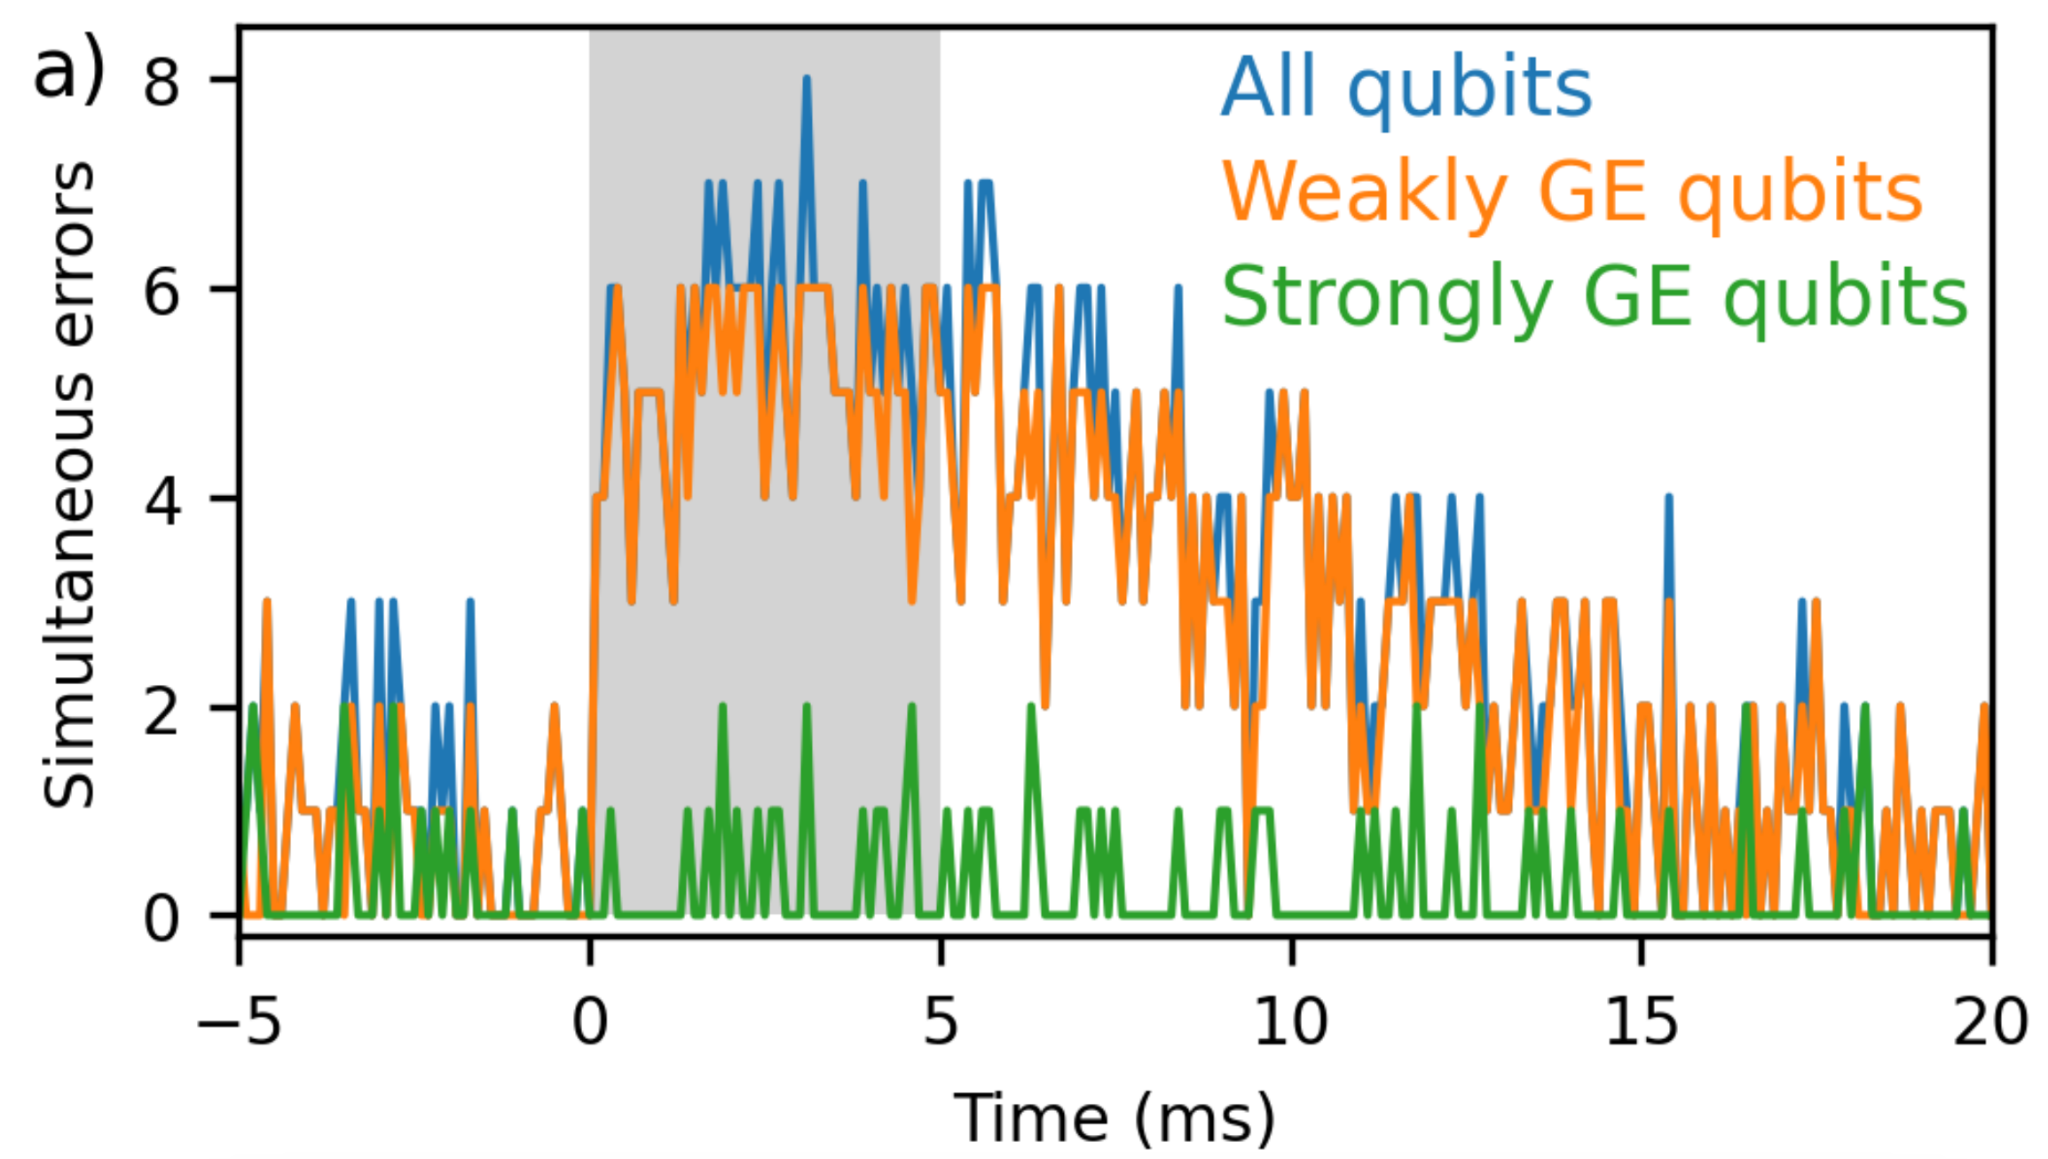 a)
Simultaneous errors
8
6
4
2
0
All qubits
Weakly GE qubits
Strongly GE qubits
−5 0 5 10 15 20
Time (ms)